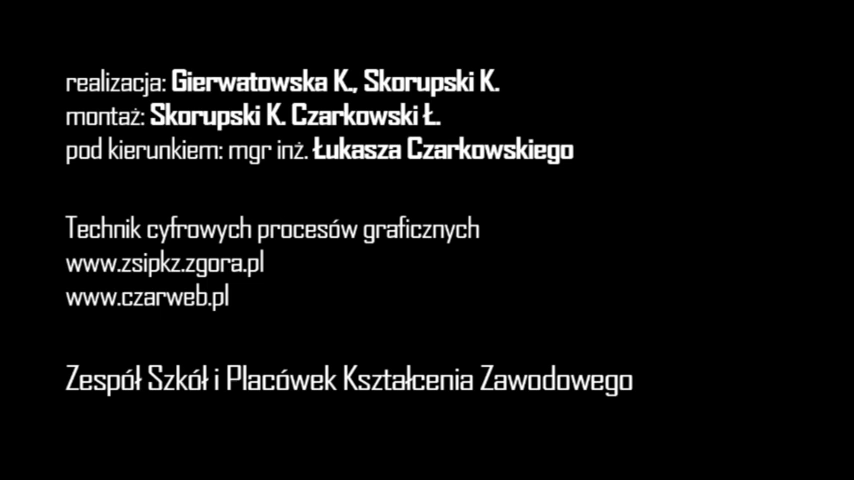 realizacja: Gierwatowska K., Skorupski K.
montaż: Skorupski K. Czarkowski Ł.
pod kierunkiem: mgr inż. Łukasza Czarkowskiego
Technik cyfrowych procesów graficznych
www.zsipkz.zgora.pl
www.czarweb.pl
Zespół Szkół i Placówek Kształcenia Zawodowego